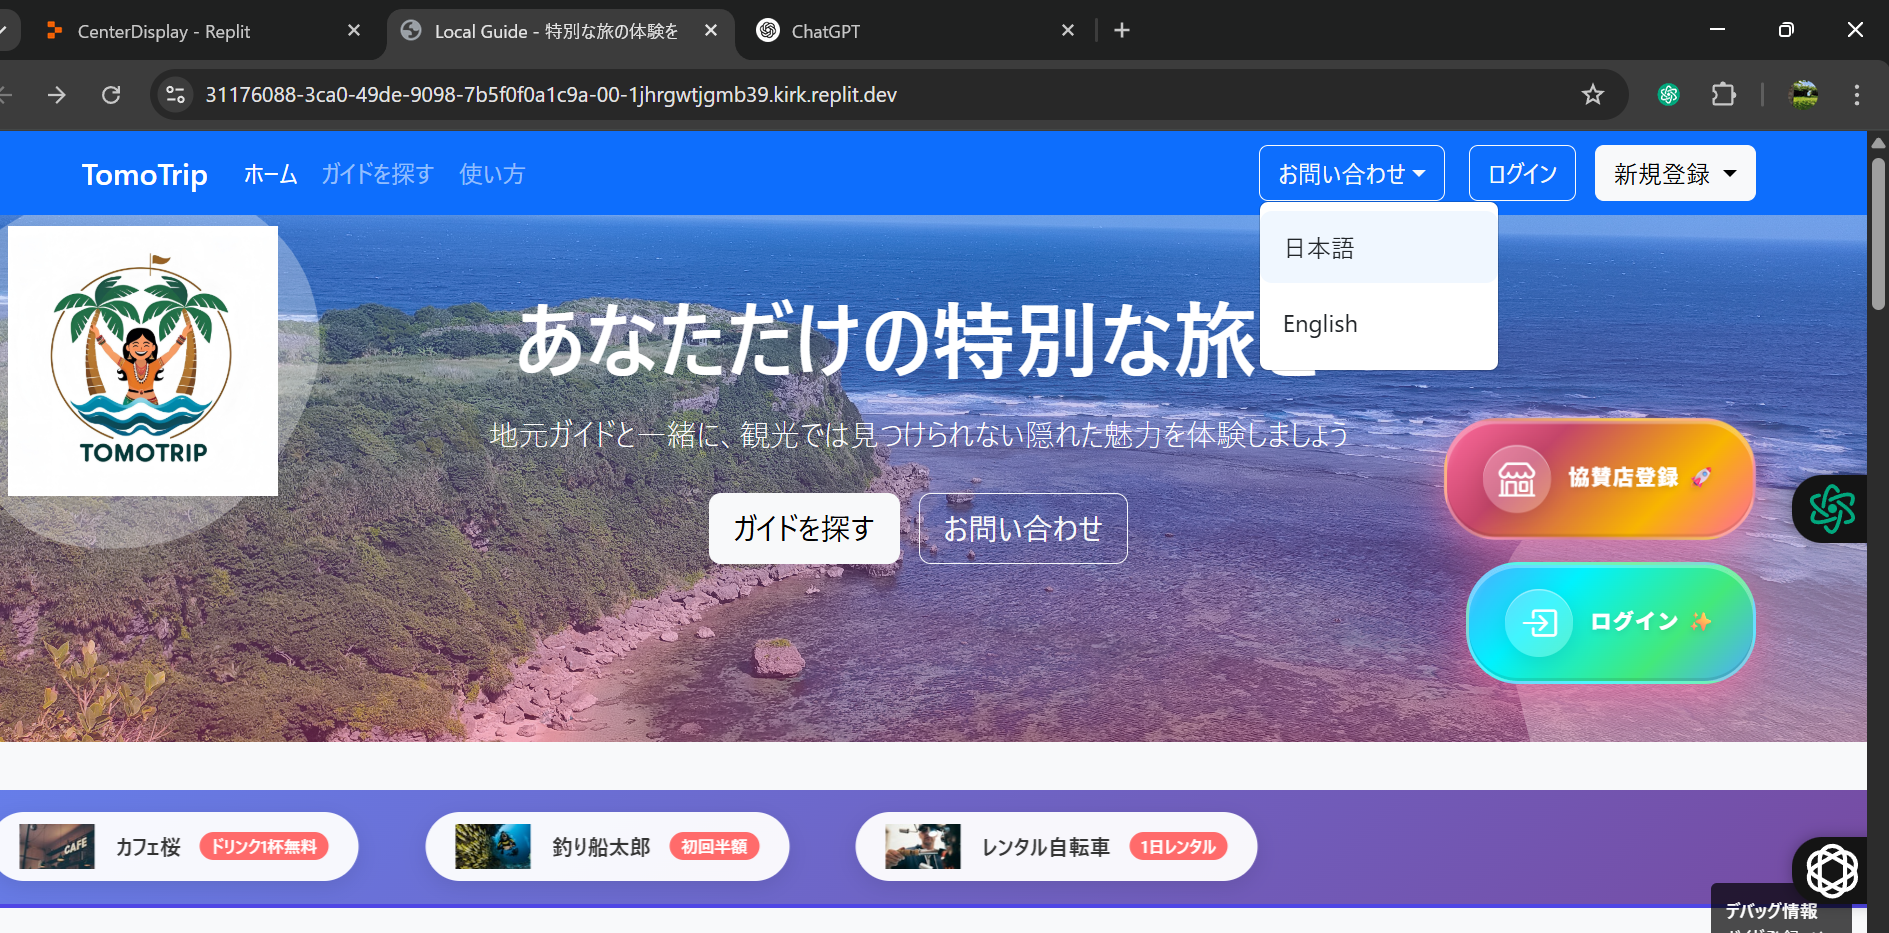 CenterDisplay - Replit
Local Guide - 特別な旅の体験を
ChatGPT
31176088-3ca0-49de-9098-7b5f0f0a1c9a-00-1jhrgwtjgmb39.kirk.replit.dev
TomoTrip
ホーム
ガイドを探す
使い方
お問い合わせ
ログイン
新規登録
日本語
English
TOMOTRIP
あなただけの特別な旅
地元ガイドと一緒に、観光では見つけられない隠れた魅力を体験しましょう
ガイドを探す
お問い合わせ
協賛店登録 🚀
ログイン ✨
CAFE
カフェ桜
ドリンク1杯無料
釣り船太郎
初回半額
レンタル自転車
1日レンタル
デバッグ情報